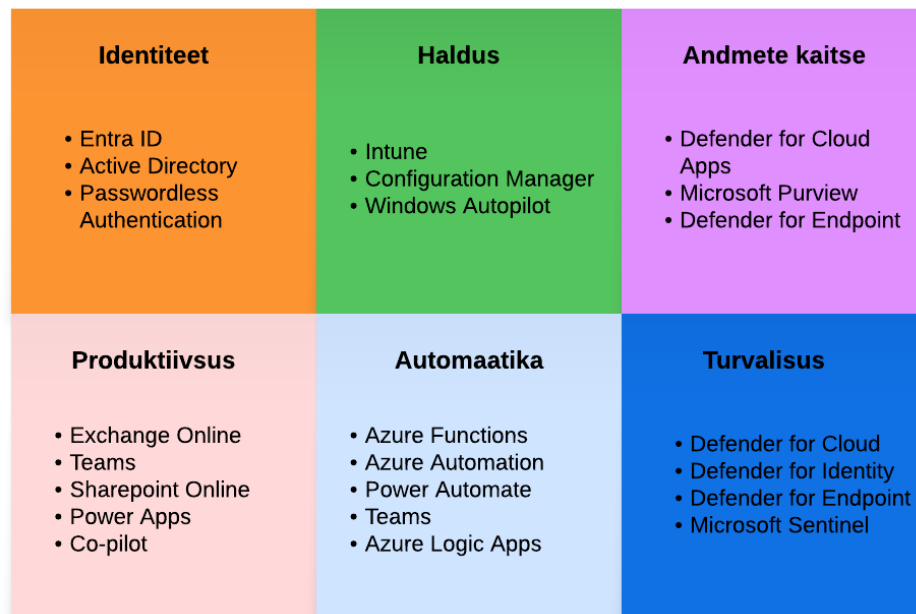 Identiteet
• Entra ID
• Active Directory
• Passwordless
Authentication
Haldus
• Intune
• Configuration Manager
• Windows Autopilot
Andmete kaitse
• Defender for Cloud
Apps
• Microsoft Purview
• Defender for Endpoint
Produktiivsus
• Exchange Online
• Teams
• Sharepoint Online
• Power Apps
• Co-pilot
Automaatika
• Azure Functions
• Azure Automation
• Power Automate
• Teams
• Azure Logic Apps
Turvalisus
• Defender for Cloud
• Defender for Identity
• Defender for Endpoint
• Microsoft Sentinel